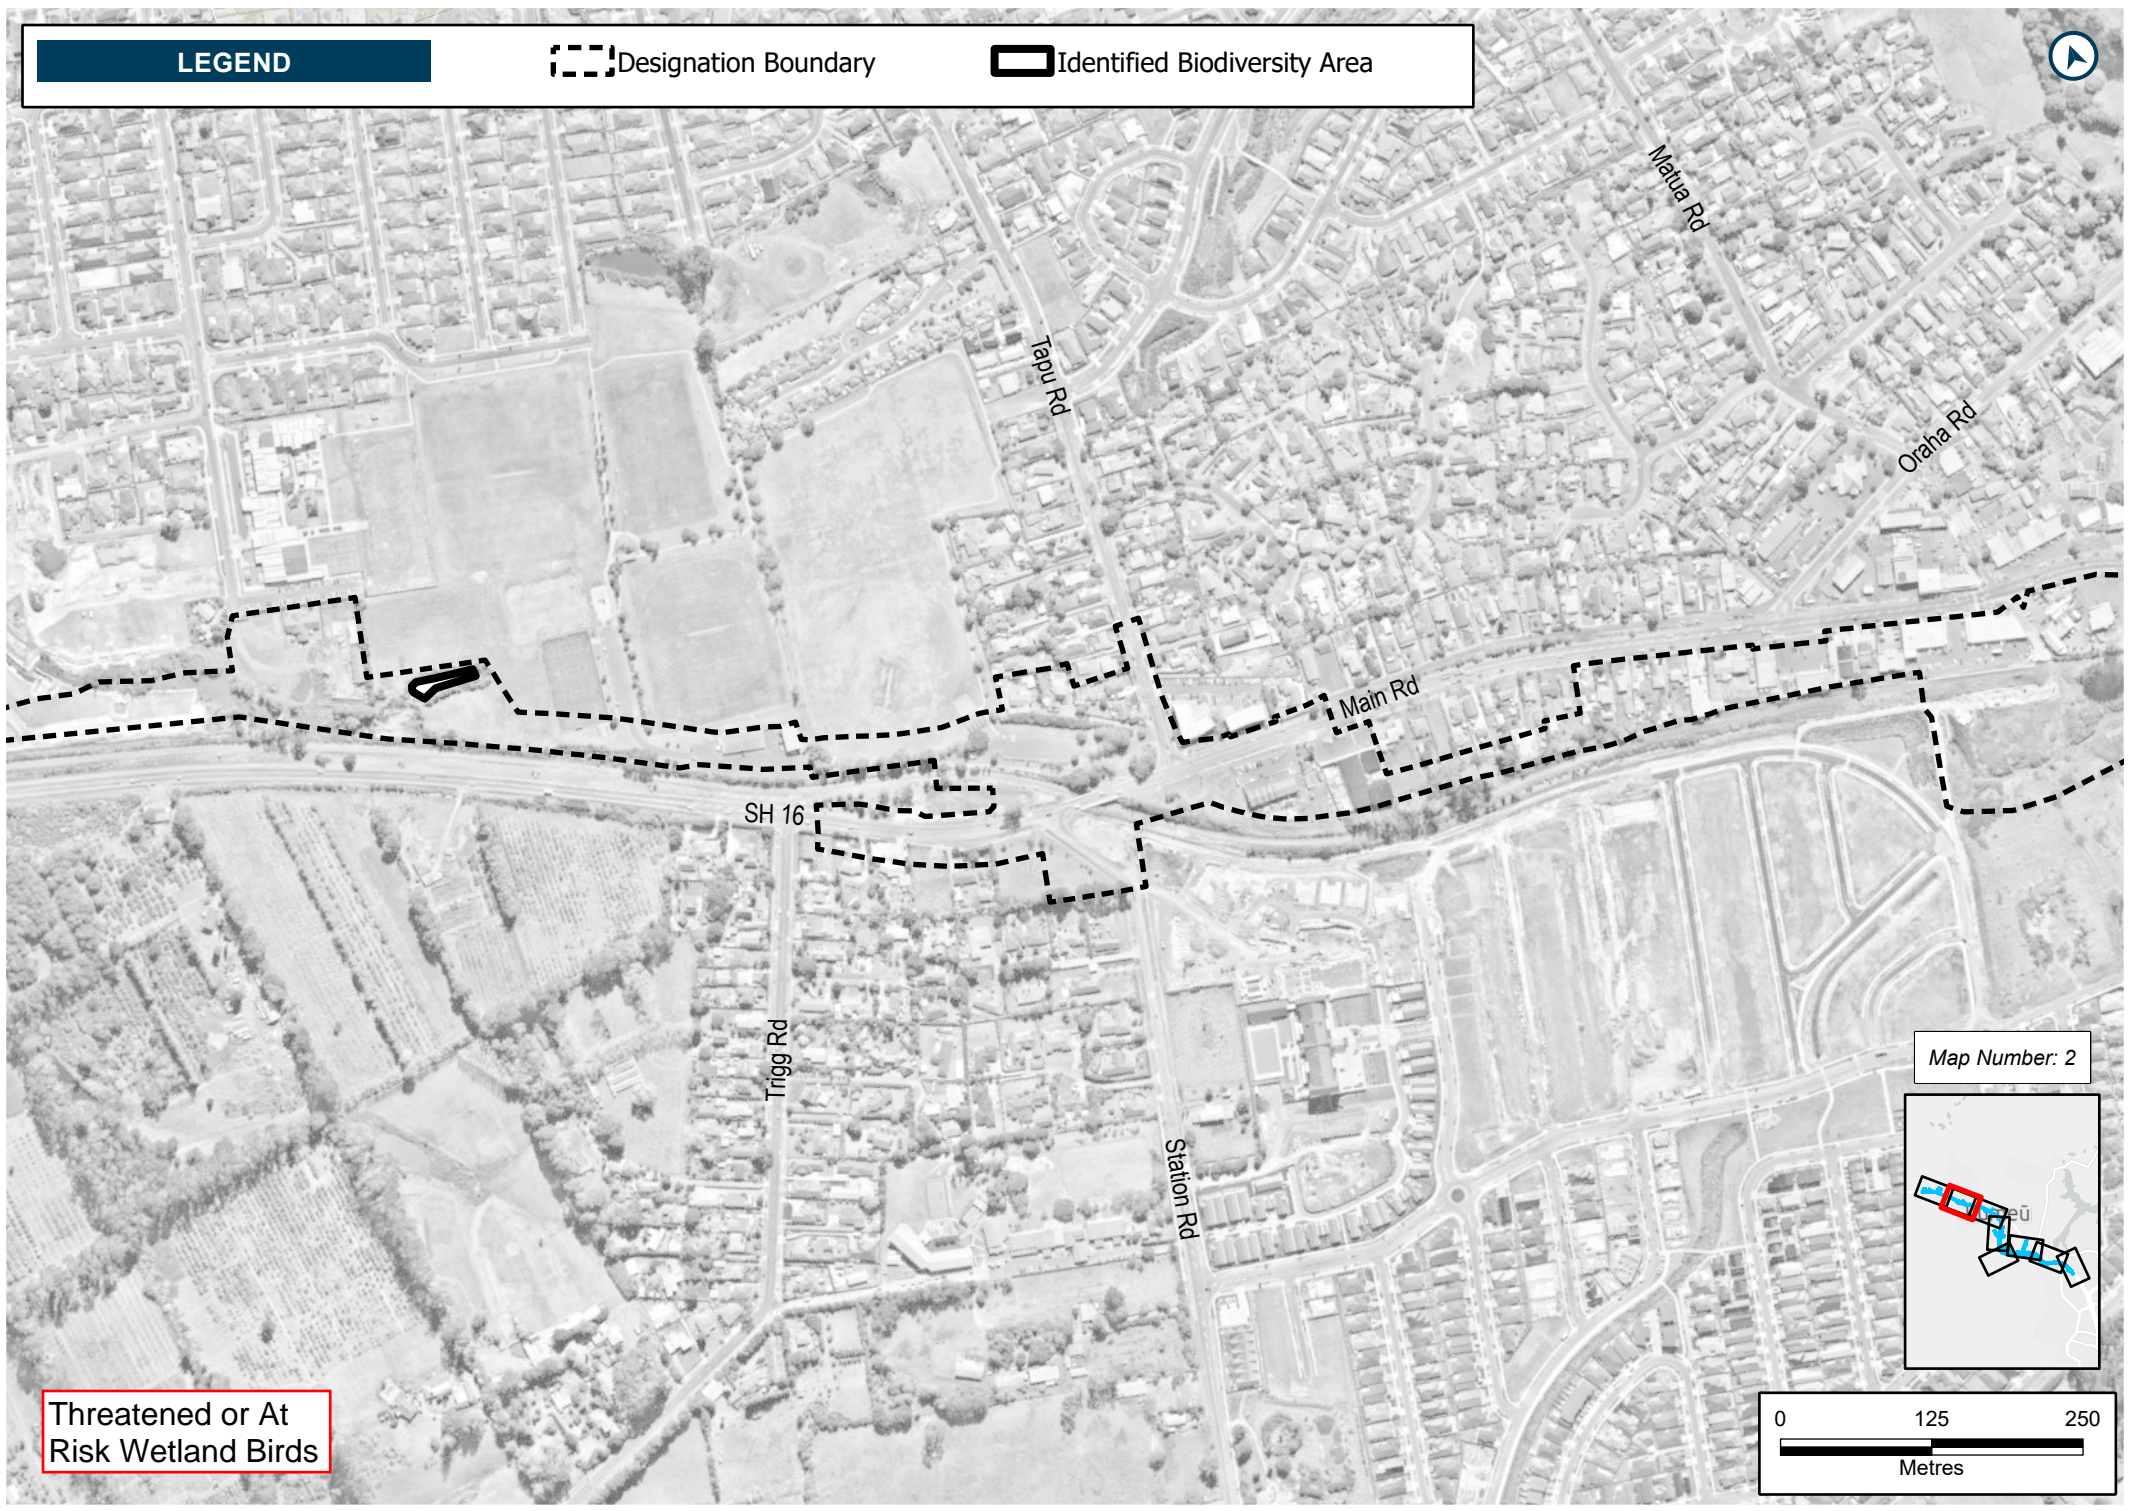 LEGEND
Designation Boundary
Identified Biodiversity Area
Matua Rd
Tapu Rd
Oraha Rd
Main Rd
SH 16
Trigg Rd
Station Rd
Map Number: 2
Threatened or At
Risk Wetland Birds
0 125 250
Metres